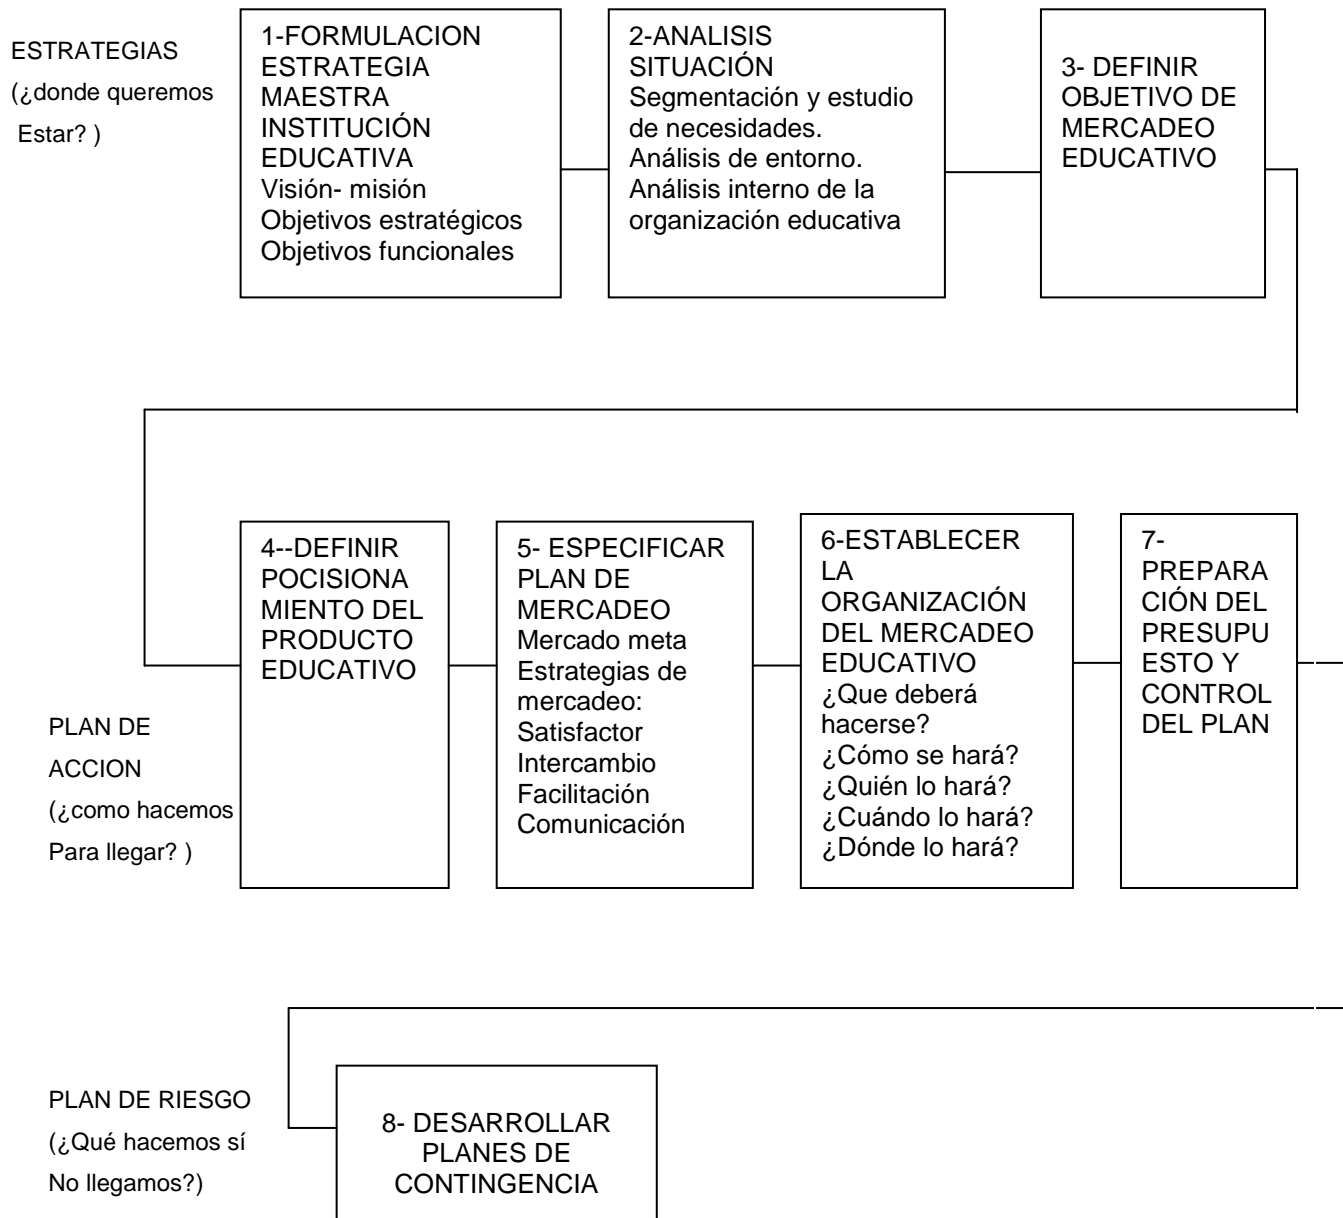 ESTRATEGIAS
(¿donde queremos
Estar? )
1-FORMULACION
ESTRATEGIA
MAESTRA
INSTITUCIÓN
EDUCATIVA
Visión- misión
Objetivos estratégicos
Objetivos funcionales
2-ANALISIS
SITUACIÓN
Segmentación y estudio
de necesidades.
Análisis de entorno.
Análisis interno de la
organización educativa
3- DEFINIR
OBJETIVO DE
MERCADEO
EDUCATIVO
PLAN DE
ACCION
(¿como hacemos
Para llegar? )
4--DEFINIR
POCISIONA
MIENTO DEL
PRODUCTO
EDUCATIVO
5- ESPECIFICAR
PLAN DE
MERCADEO
Mercado meta
Estrategias de
mercadeo:
Satisfactor
Intercambio
Facilitación
Comunicación
6-ESTABLECER
LA
ORGANIZACIÓN
DEL MERCADEO
EDUCATIVO
¿Que deberá
hacerse?
¿Cómo se hará?
¿Quién lo hará?
¿Cuándo lo hará?
¿Dónde lo hará?
7-
PREPARA
CIÓN DEL
PRESUPU
ESTO Y
CONTROL
DEL PLAN
PLAN DE RIESGO
(¿Qué hacemos sí
No llegamos?)
8- DESARROLLAR
PLANES DE
CONTINGENCIA